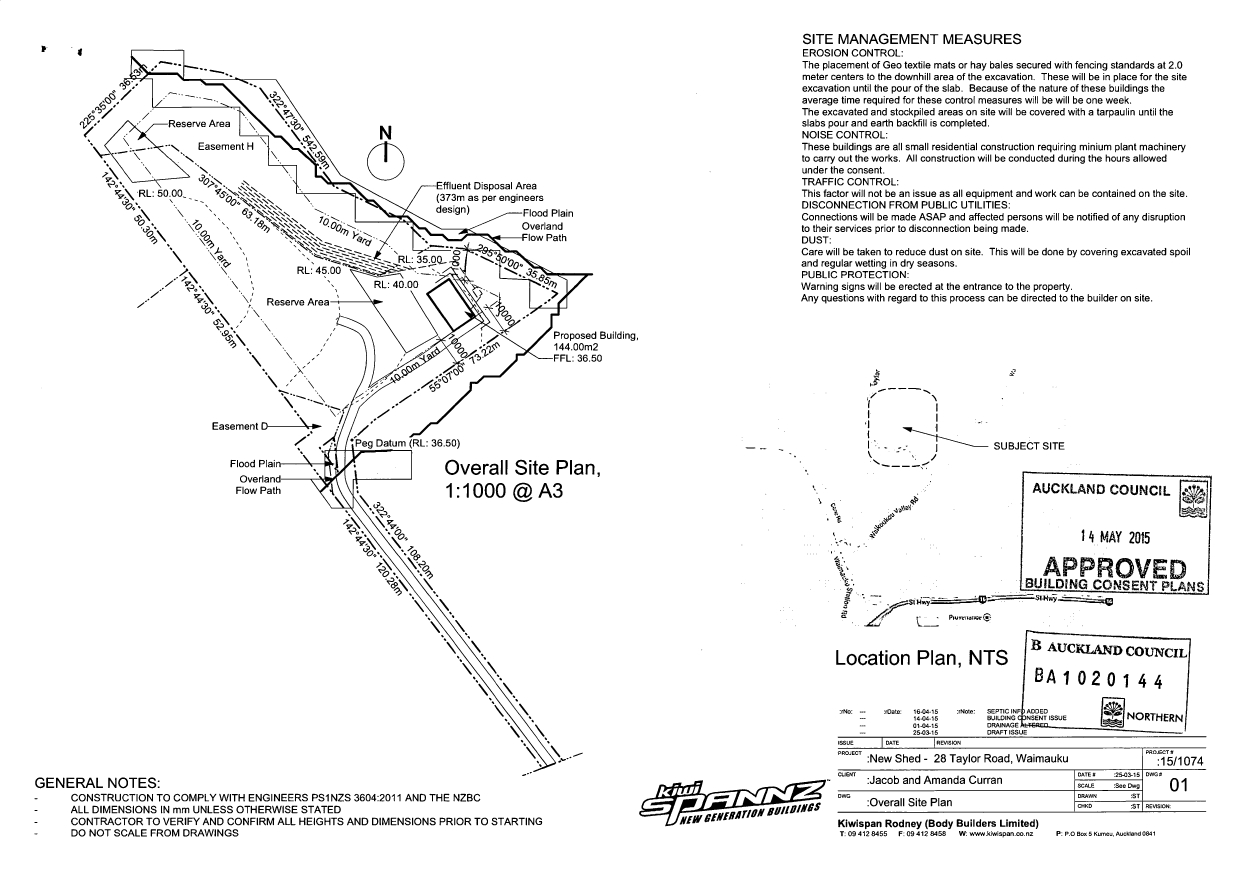 SITE MANAGEMENT MEASURES
EROSION CONTROL:
The placement of Geo textile mats or hay bales secured with fencing standards at 2.0
meter centers to the downhill area of the excavation. These will be in place for the site
excavation until the pour of the slab. Because of the nature of these buildings the
average time required for these control measures will be will be one week.
The excavated and stockpiled areas on site will be covered with a tarpaulin until the
slabs pour and earth backfill is completed.
NOISE CONTROL:
These buildings are all small residential construction requiring minium plant machinery
to carry out the works. All construction will be conducted during the hours allowed
under the consent.
TRAFFIC CONTROL:
This factor will not be an issue as all equipment and work can be contained on the site.
DISCONNECTION FROM PUBLIC UTILITIES:
Connections will be made ASAP and affected persons will be notified of any disruption
to their services prior to disconnection being made.
DUST:
Care will be taken to reduce dust on site. This will be done by covering excavated spoil
and regular wetting in dry seasons.
PUBLIC PROTECTION:
Warning signs will be erected at the entrance to the property.
Any questions with regard to this process can be directed to the builder on site.
225°35'00" 36.53m
322°47'30" 542.59m
N
Reserve Area
Easement H
RL: 50.00
142°44'30" 50.30m
307°45'00" 63.18m
10.00m Yard
10.00m Yard
Effluent Disposal Area
(373m as per engineers
design)
Flood Plain
Overland
Flow Path
295°50'00" 35.85m
RL: 35.00
RL: 45.00
RL: 40.00
10000
10000
10000
Reserve Area
142°44'30" 52.95m
Proposed Building,
144.00m2
FFL: 36.50
10.00m Yard
55°07'00" 73.22m
Easement D
Peg Datum (RL: 36.50)
Flood Plain
Overland
Flow Path
Overall Site Plan,
1:1000 @ A3
322°44'00" 108.20m
142°44'30" 120.28m
Taylor
SUBJECT SITE
Waikoukou Valley Rd
Waimauku Station Rd
St Hwy
16
St Hwy
16
Provenance
AUCKLAND COUNCIL
14 MAY 2015
APPROVED
BUILDING CONSENT PLANS
Location Plan, NTS
B AUCKLAND COUNCIL
BA1020144
NORTHERN
:rNo: --- :rDate: 16-04-15 :rNote: SEPTIC INFO ADDED
--- 14-04-15 BUILDING CONSENT ISSUE
--- 01-04-15 DRAINAGE ALTERED
--- 25-03-15 DRAFT ISSUE
ISSUE DATE REVISION
PROJECT :New Shed - 28 Taylor Road, Waimauku PROJECT # :15/1074
CLIENT :Jacob and Amanda Curran
DATE # :25-03-15 DWG # 01
SCALE :See Dwg
DWG :Overall Site Plan
DRAWN :ST
CHKD :ST REVISION:
Kiwispan Rodney (Body Builders Limited)
T: 09 412 8455 F: 09 412 8458 W: www.kiwispan.co.nz P: P.O Box 5 Kumeu, Auckland 0841
kiwi
SPANNZ
NEW GENERATION BUILDINGS
GENERAL NOTES:
- CONSTRUCTION TO COMPLY WITH ENGINEERS PS1NZS 3604:2011 AND THE NZBC
- ALL DIMENSIONS IN mm UNLESS OTHERWISE STATED
- CONTRACTOR TO VERIFY AND CONFIRM ALL HEIGHTS AND DIMENSIONS PRIOR TO STARTING
- DO NOT SCALE FROM DRAWINGS